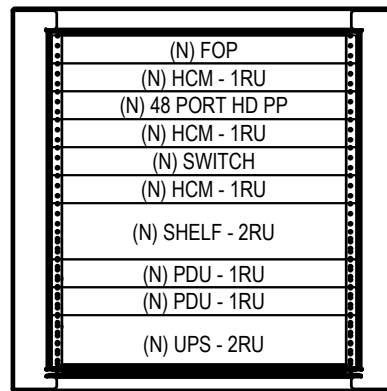 (N) FOP
(N) HCM - 1RU
(N) 48 PORT HD PP
(N) HCM - 1RU
(N) SWITCH
(N) HCM - 1RU
(N) SHELF - 2RU
(N) PDU - 1RU
(N) PDU - 1RU
(N) UPS - 2RU